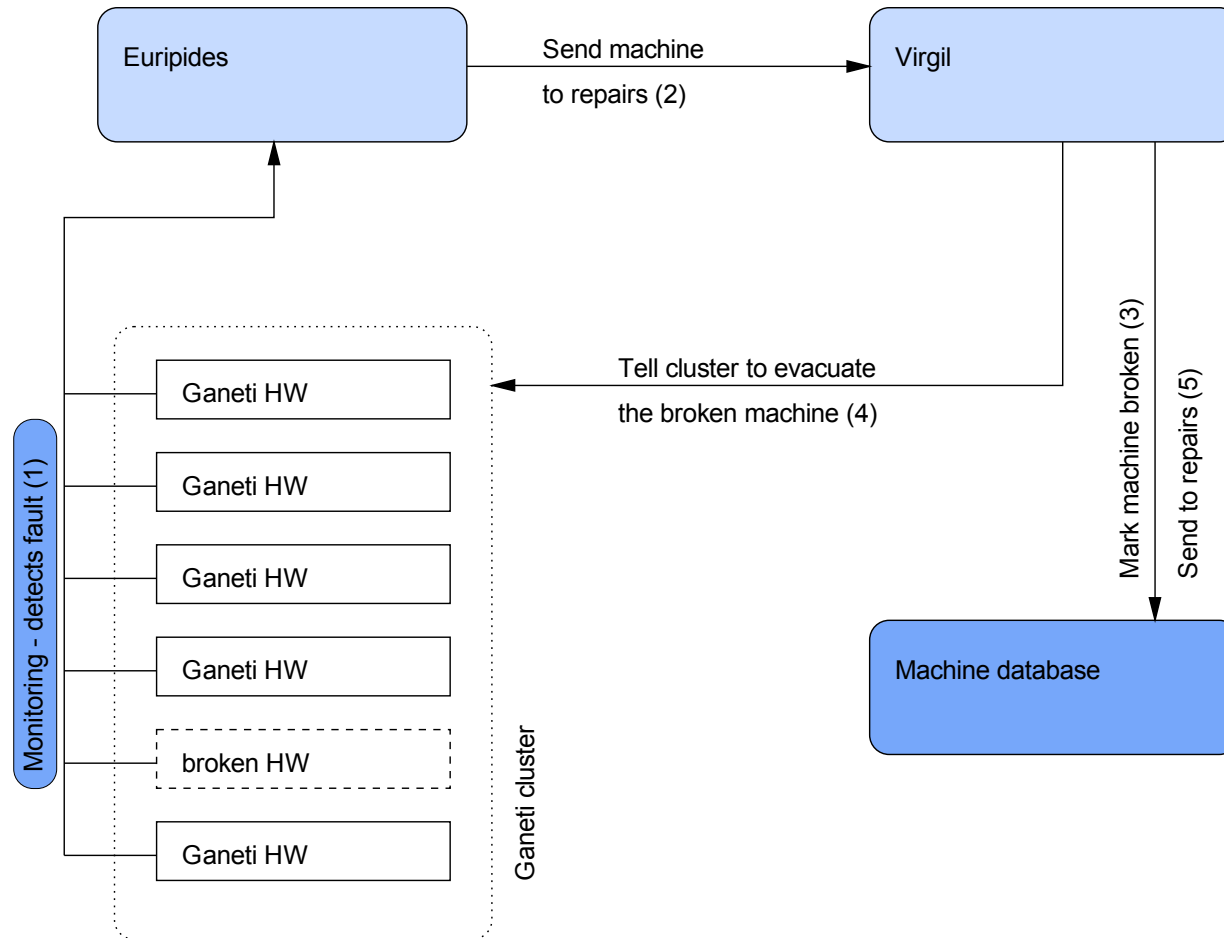 Euripides
Send machine
to repairs (2)
Virgil
Mark machine broken (3)
Send to repairs (5)
Tell cluster to evacuate
the broken machine (4)
Monitoring - detects fault (1)
Ganeti HW
Ganeti HW
Ganeti HW
Ganeti HW
broken HW
Ganeti HW
Ganeti cluster
Machine database